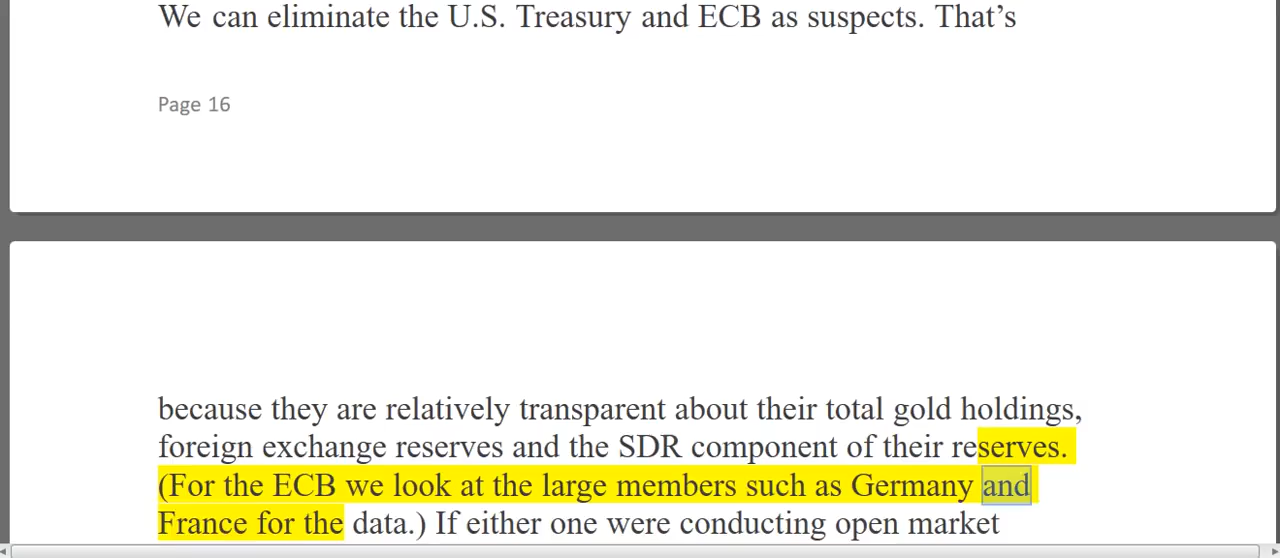 We can eliminate the U.S. Treasury and ECB as suspects. That’s
Page 16
because they are relatively transparent about their total gold holdings,
foreign exchange reserves and the SDR component of their reserves.
(For the ECB we look at the large members such as Germany and
France for the data.) If either one were conducting open market